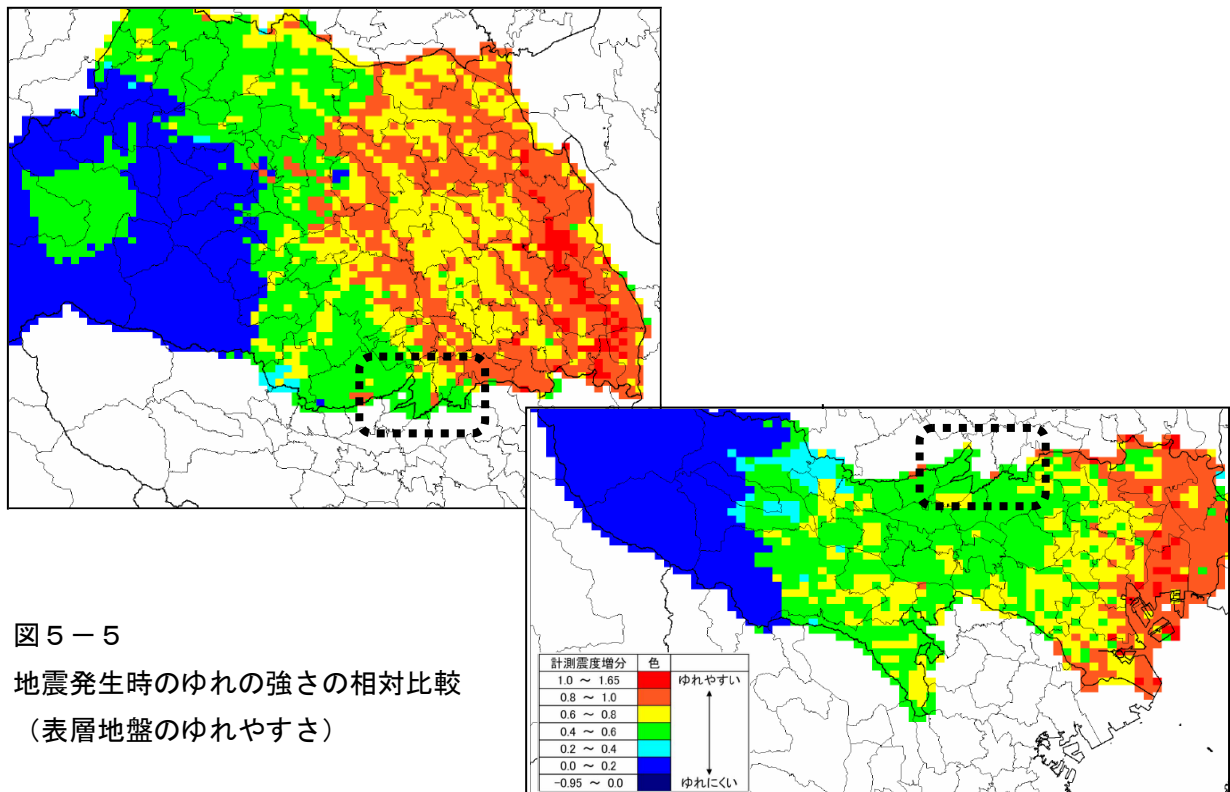 図５－５
地震発生時のゆれの強さの相対比較
（表層地盤のゆれやすさ）
計測震度増分 色
1.0 ～ 1.65 ゆれやすい
0.8 ～ 1.0
0.6 ～ 0.8
0.4 ～ 0.6
0.2 ～ 0.4
0.0 ～ 0.2
-0.95 ～ 0.0 ゆれにくい